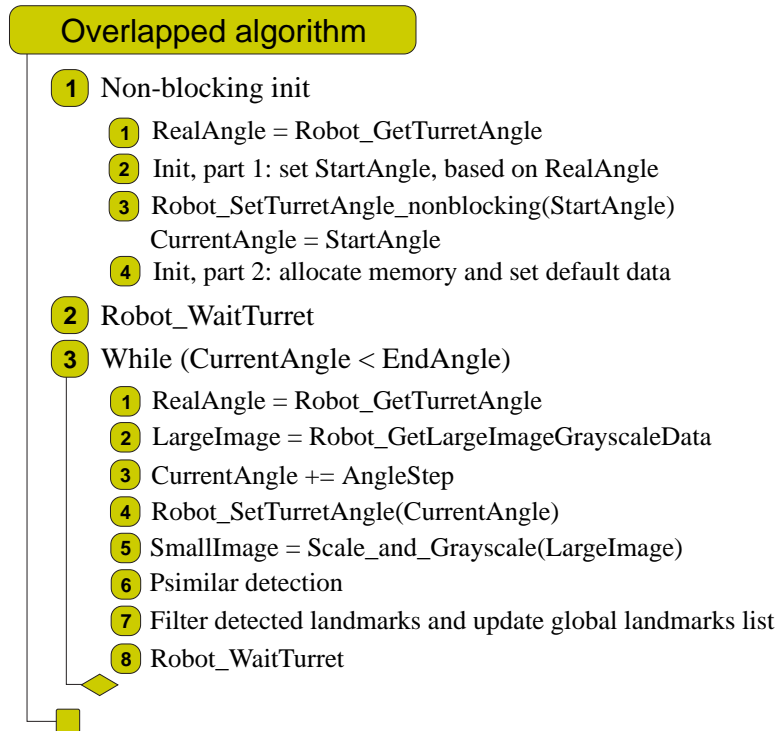 Overlapped algorithm
1 Non-blocking init
1 RealAngle = Robot_GetTurretAngle
2 Init, part 1: set StartAngle, based on RealAngle
3 Robot_SetTurretAngle_nonblocking(StartAngle)
CurrentAngle = StartAngle
4 Init, part 2: allocate memory and set default data
2 Robot_WaitTurret
3 While (CurrentAngle < EndAngle)
1 RealAngle = Robot_GetTurretAngle
2 LargeImage = Robot_GetLargeImageGrayscaleData
3 CurrentAngle += AngleStep
4 Robot_SetTurretAngle(CurrentAngle)
5 SmallImage = Scale_and_Grayscale(LargeImage)
6 Psimilar detection
7 Filter detected landmarks and update global landmarks list
8 Robot_WaitTurret